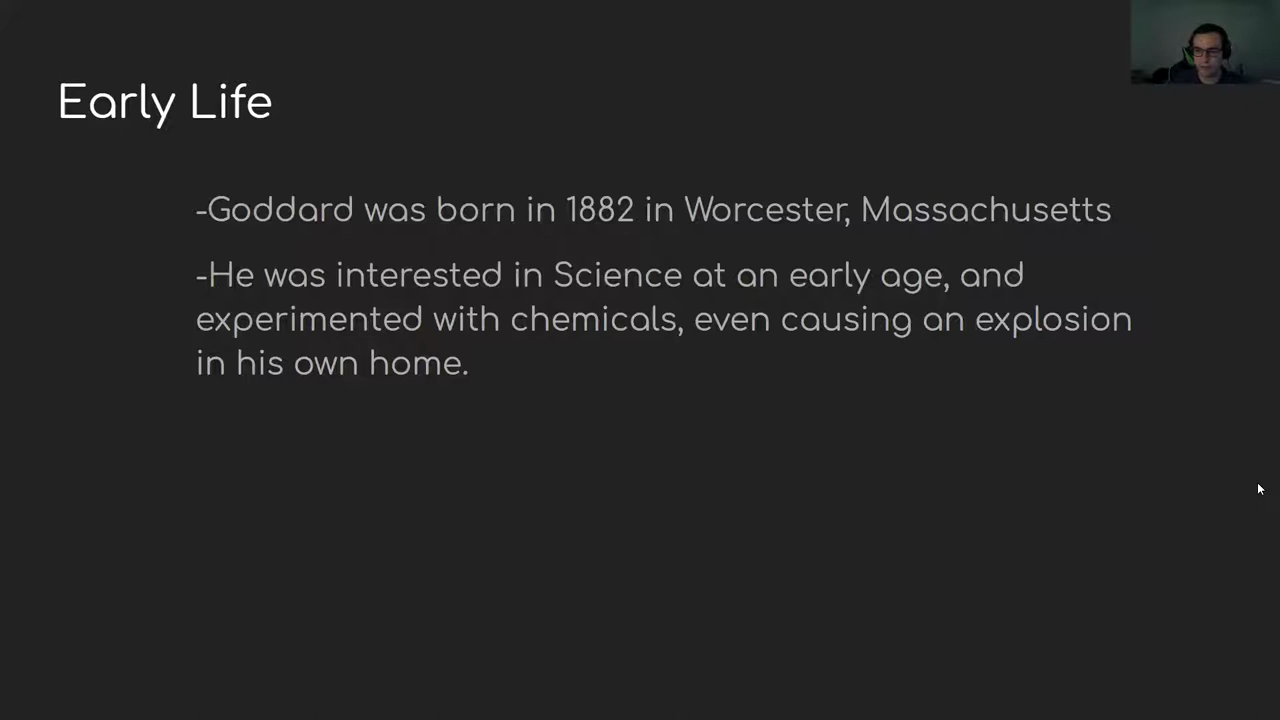 Early Life
-Goddard was born in 1882 in Worcester, Massachusetts
-He was interested in Science at an early age, and
experimented with chemicals, even causing an explosion
in his own home.